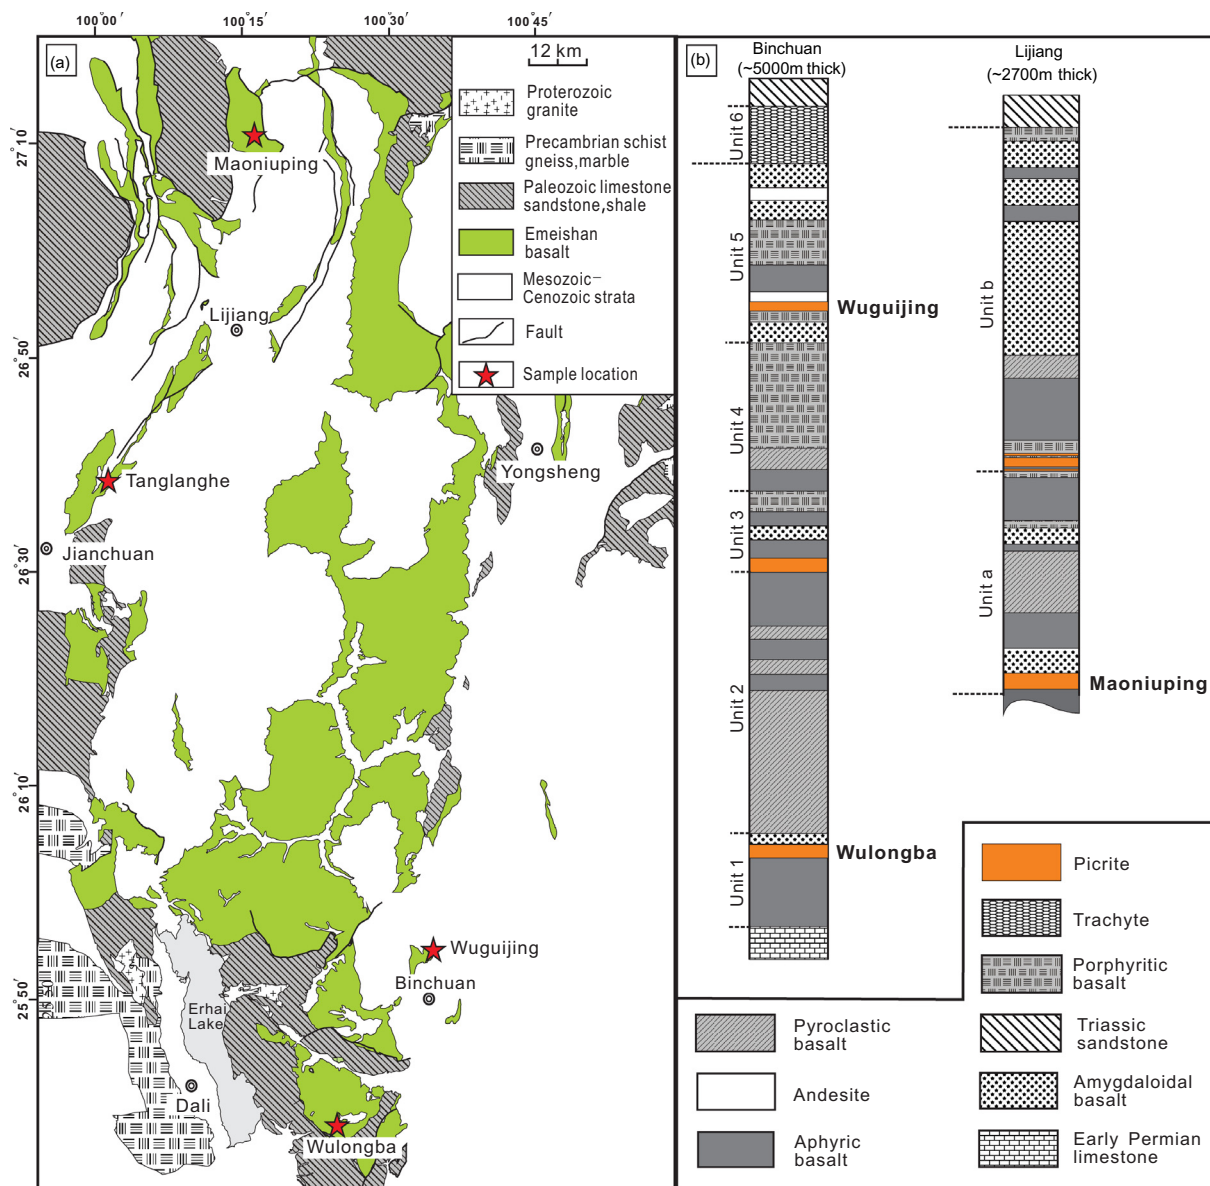 100°00′
100°15′
100°30′
100°45′
27°10′
26°50′
26°30′
26°10′
25°50′
(a)
12 km
Proterozoic
granite
Precambrian schist
gneiss,marble
Paleozoic limestone
sandstone,shale
Emeishan
basalt
Mesozoic–
Cenozoic strata
Fault
Sample location
Maoniuping
Lijiang
Tanglanghe
Yongsheng
Jianchuan
Wuguijing
Binchuan
Erhai
Lake
Dali
Wulongba
(b)
Binchuan
(~5000m thick)
Lijiang
(~2700m thick)
Unit 6
Unit 5
Unit 4
Unit 3
Unit 2
Unit 1
Wuguijing
Wulongba
Unit b
Unit a
Maoniuping
Pyroclastic
basalt
Andesite
Aphyric
basalt
Picrite
Trachyte
Porphyritic
basalt
Triassic
sandstone
Amygdaloidal
basalt
Early Permian
limestone